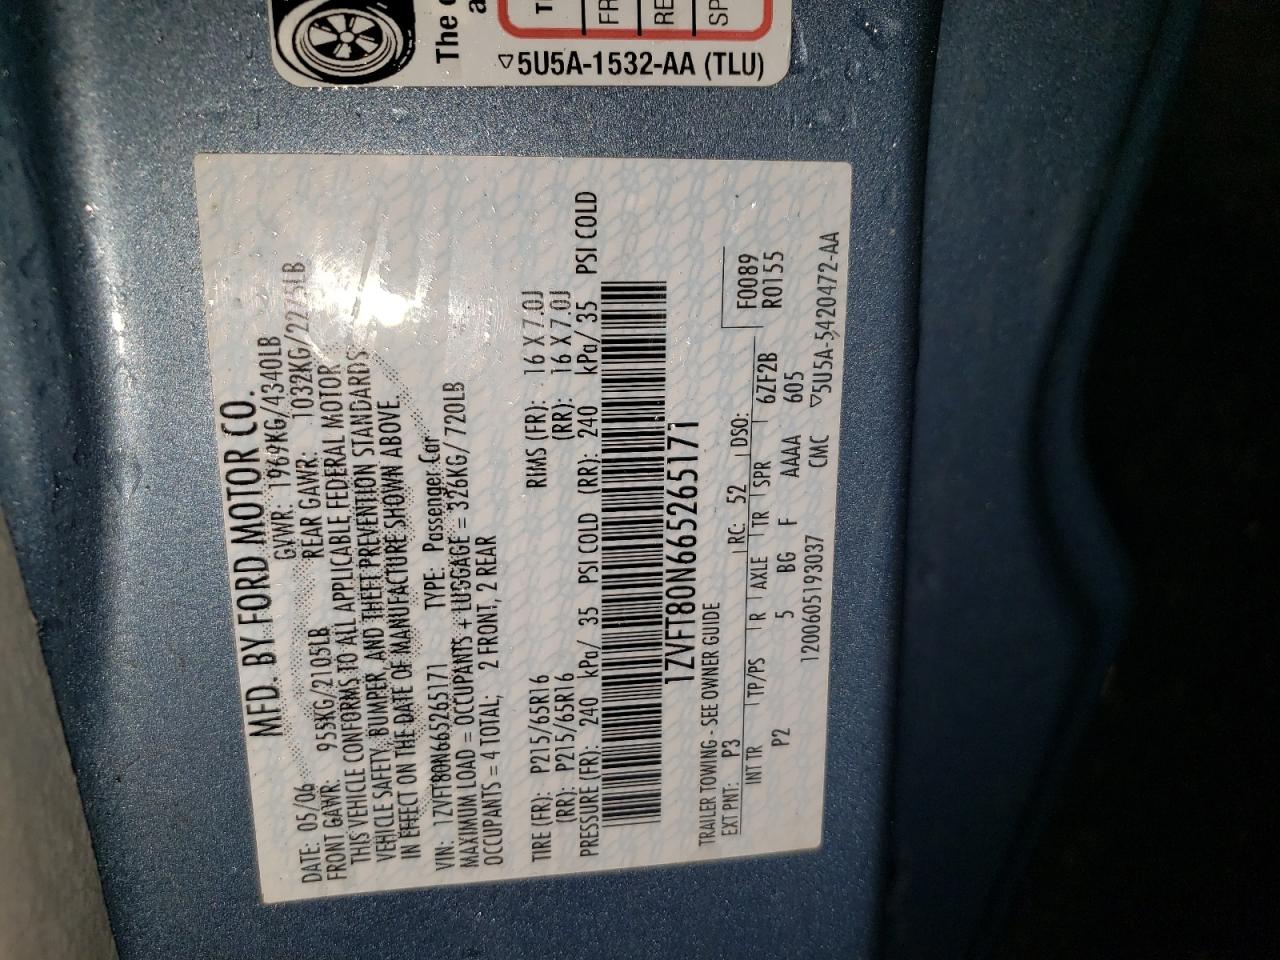 The
a
FR
RE
SP
▽5U5A-1532-AA (TLU)
MFD. BY FORD MOTOR CO.
DATE: 05/06 GVWR: 1969KG/4340LB
FRONT GAWR: 955KG/2105LB REAR GAWR: 1032KG/2275LB
THIS VEHICLE CONFORMS TO ALL APPLICABLE FEDERAL MOTOR
VEHICLE SAFETY, BUMPER, AND THEFT PREVENTION STANDARDS
IN EFFECT ON THE DATE OF MANUFACTURE SHOWN ABOVE.
VIN: 1ZVFT80N665265171 TYPE: Passenger Car
MAXIMUM LOAD = OCCUPANTS + LUGGAGE = 326KG/720LB
OCCUPANTS = 4 TOTAL; 2 FRONT, 2 REAR
TIRE (FR): P215/65R16 RIMS (FR): 16 X 7.0J
(RR): P215/65R16 (RR): 16 X 7.0J
PRESSURE (FR): 240 kPa/ 35 PSI COLD (RR): 240 kPa/ 35 PSI COLD
1ZVFT80N665265171
TRAILER TOWING - SEE OWNER GUIDE F0089
EXT PNT: P3 RC: 52 DSO: R0155
INT TR TP/PS R AXLE TR SPR 6ZF2B
P2 5 BG F AAAA 605
1200605193037 CMC ▽5U5A-5420472-AA